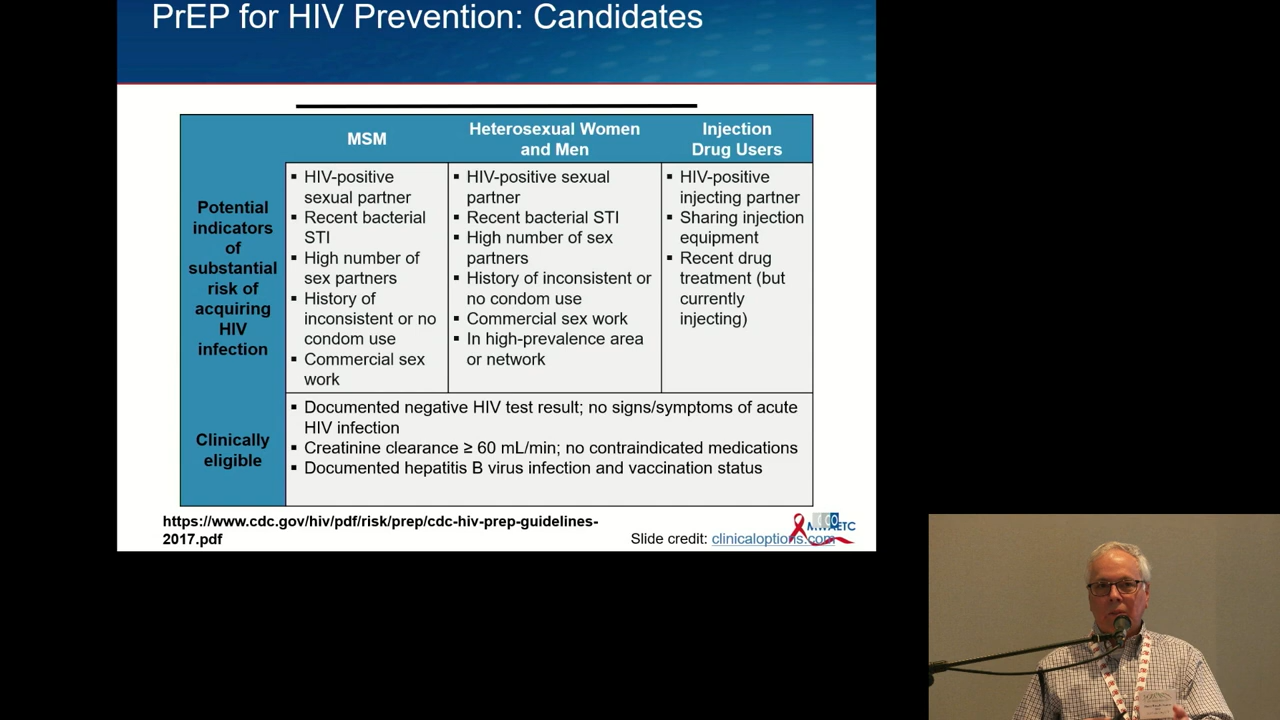 PrEP for HIV Prevention: Candidates
MSM
Heterosexual Women
and Men
Injection
Drug Users
Potential
indicators
of
substantial
risk of
acquiring
HIV
infection
▪ HIV-positive
sexual partner
▪ Recent bacterial
STI
▪ High number of
sex partners
▪ History of
inconsistent or no
condom use
▪ Commercial sex
work
▪ HIV-positive sexual
partner
▪ Recent bacterial STI
▪ High number of sex
partners
▪ History of inconsistent or
no condom use
▪ Commercial sex work
▪ In high-prevalence area
or network
▪ HIV-positive
injecting partner
▪ Sharing injection
equipment
▪ Recent drug
treatment (but
currently
injecting)
Clinically
eligible
▪ Documented negative HIV test result; no signs/symptoms of acute
HIV infection
▪ Creatinine clearance ≥ 60 mL/min; no contraindicated medications
▪ Documented hepatitis B virus infection and vaccination status
https://www.cdc.gov/hiv/pdf/risk/prep/cdc-hiv-prep-guidelines-
2017.pdf
Slide credit: clinicaloptions.com